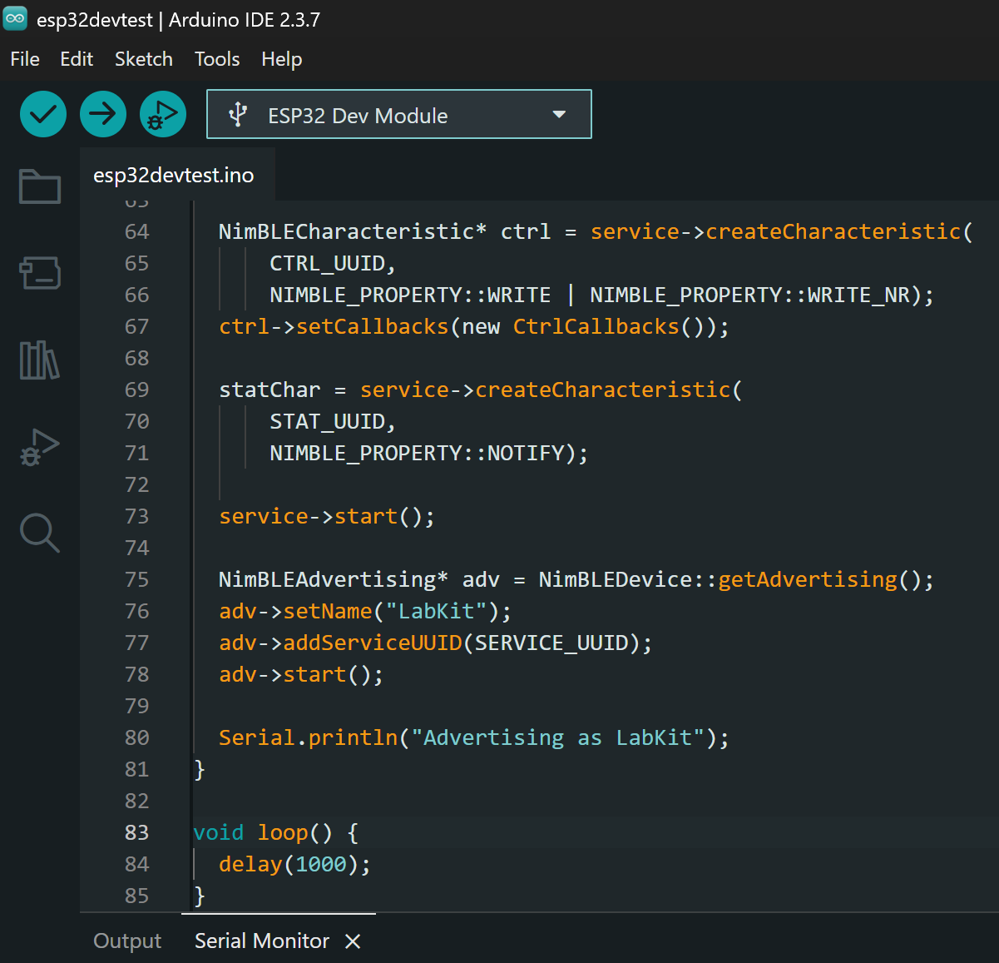 esp32devtest | Arduino IDE 2.3.7
File Edit Sketch Tools Help
ESP32 Dev Module
esp32devtest.ino
63
64 NimBLECharacteristic* ctrl = service->createCharacteristic(
65 CTRL_UUID,
66 NIMBLE_PROPERTY::WRITE | NIMBLE_PROPERTY::WRITE_NR);
67 ctrl->setCallbacks(new CtrlCallbacks());
68
69 statChar = service->createCharacteristic(
70 STAT_UUID,
71 NIMBLE_PROPERTY::NOTIFY);
72
73 service->start();
74
75 NimBLEAdvertising* adv = NimBLEDevice::getAdvertising();
76 adv->setName("LabKit");
77 adv->addServiceUUID(SERVICE_UUID);
78 adv->start();
79
80 Serial.println("Advertising as LabKit");
81 }
82
83 void loop() {
84 delay(1000);
85 }
Output Serial Monitor